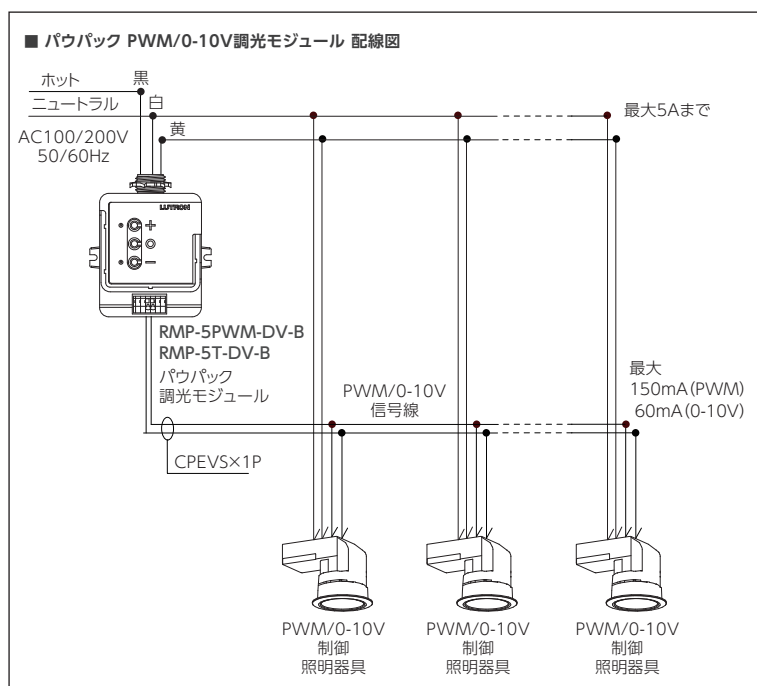 ■ パウパック PWM/0-10V調光モジュール 配線図
ホット
黒
ニュートラル
白
最大5Aまで
AC100/200V
50/60Hz
黄
LUTRON
RMP-5PWM-DV-B
RMP-5T-DV-B
パウパック
調光モジュール
PWM/0-10V
信号線
最大
150mA(PWM)
60mA(0-10V)
CPEVS×1P
PWM/0-10V
制御
照明器具
PWM/0-10V
制御
照明器具
PWM/0-10V
制御
照明器具